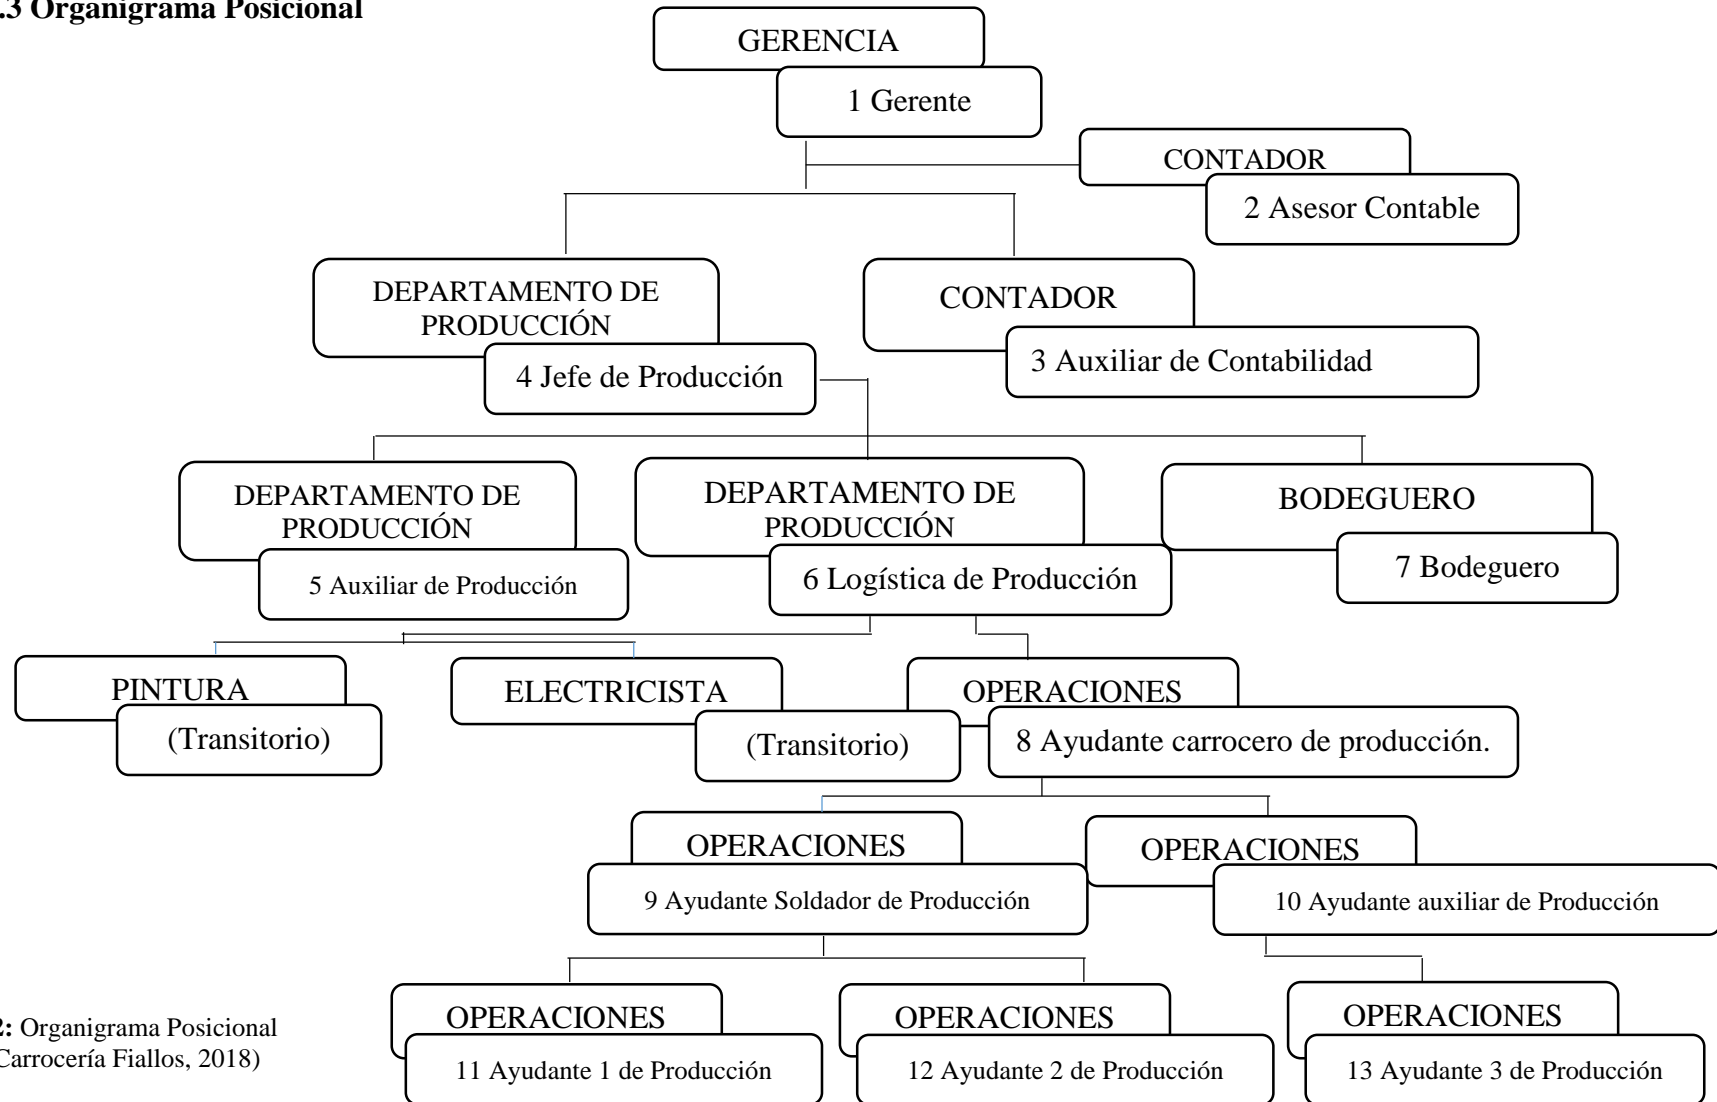 .3 Organigrama Posicional
GERENCIA
1 Gerente
CONTADOR
2 Asesor Contable
DEPARTAMENTO DE
PRODUCCIÓN
4 Jefe de Producción
CONTADOR
3 Auxiliar de Contabilidad
DEPARTAMENTO DE
PRODUCCIÓN
5 Auxiliar de Producción
DEPARTAMENTO DE
PRODUCCIÓN
6 Logística de Producción
BODEGUERO
7 Bodeguero
PINTURA
(Transitorio)
ELECTRICISTA
(Transitorio)
OPERACIONES
8 Ayudante carrocero de producción.
OPERACIONES
9 Ayudante Soldador de Producción
OPERACIONES
10 Ayudante auxiliar de Producción
OPERACIONES
11 Ayudante 1 de Producción
OPERACIONES
12 Ayudante 2 de Producción
OPERACIONES
13 Ayudante 3 de Producción
2: Organigrama Posicional
Carrocería Fiallos, 2018)